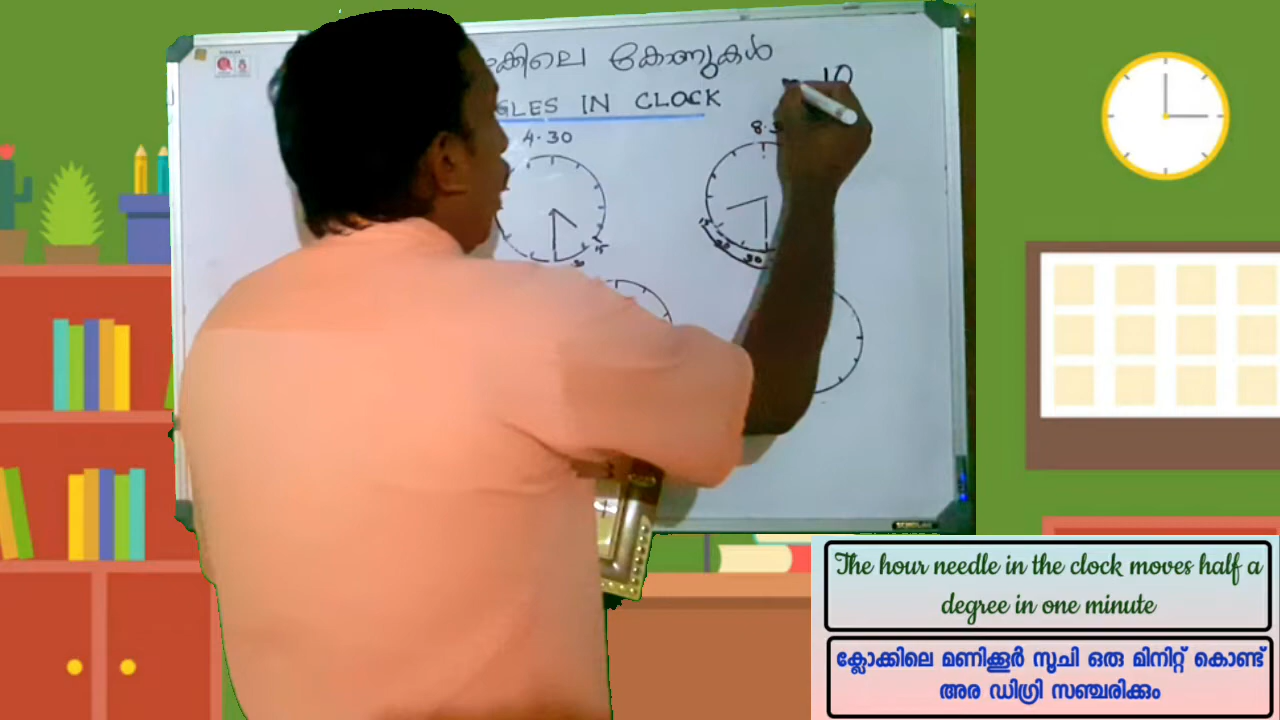 കോണുകൾ
IN CLOCK
10
4.30
30
The hour needle in the clock moves half a
degree in one minute
ക്ലോക്കിലെ മണിക്കൂർ സൂചി ഒരു മിനിറ്റ് കൊണ്ട്
അര ഡിഗ്രി സഞ്ചരിക്കും